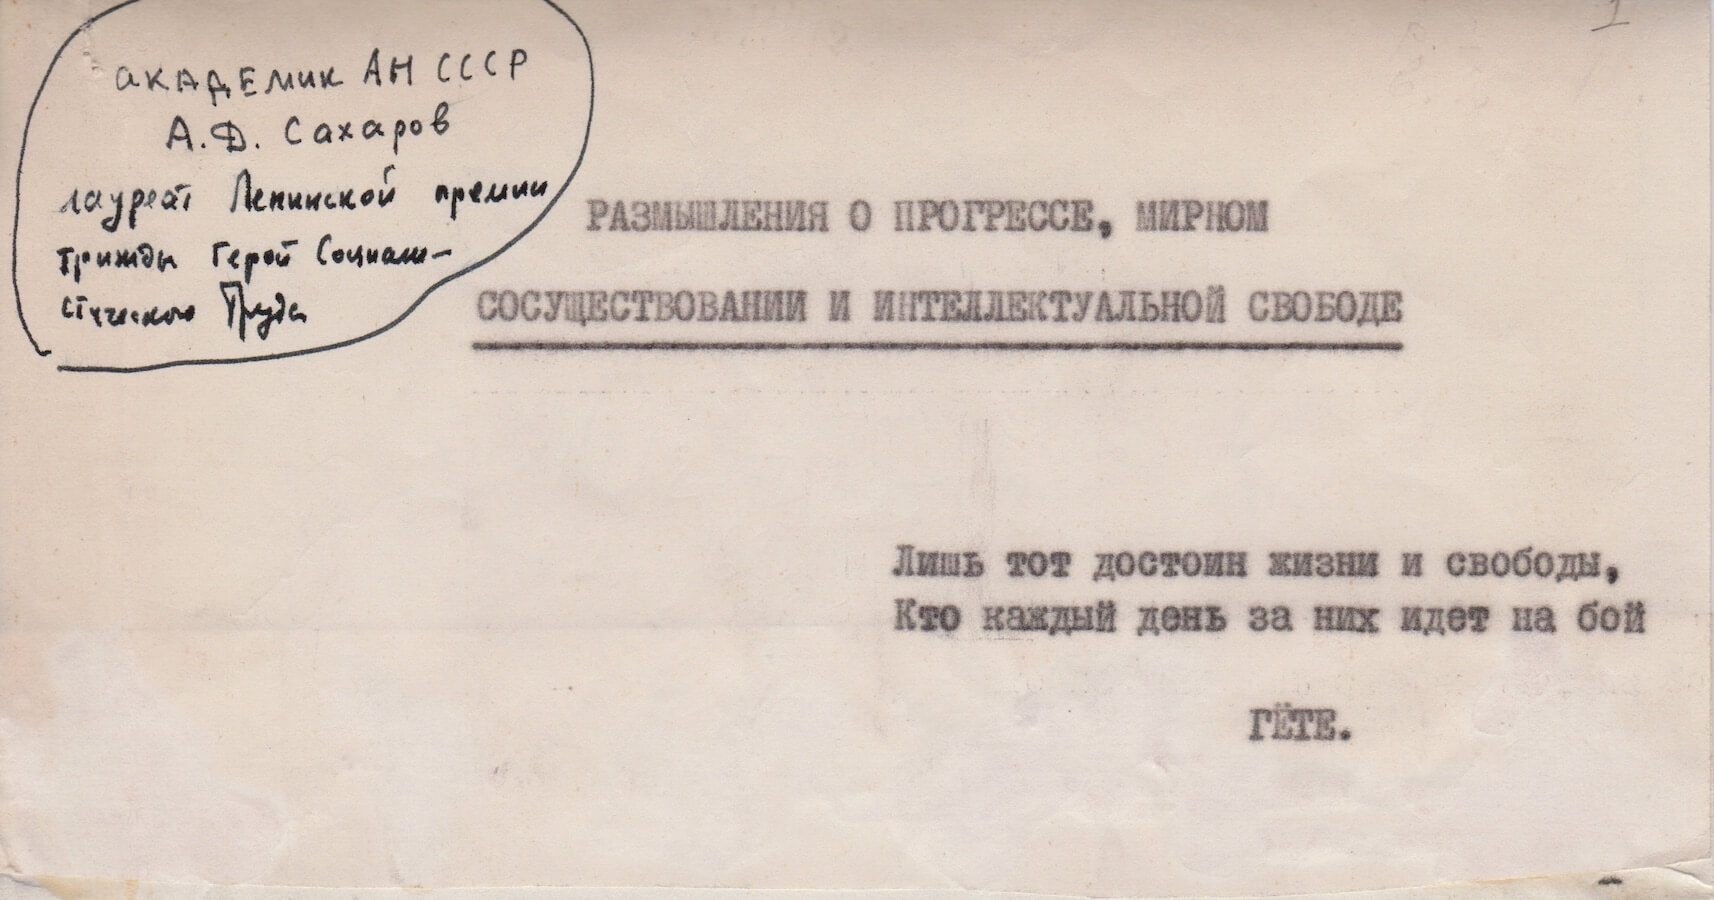 1
академик АН СССР
А.Д. Сахаров
лауреат Ленинской премии
трижды Герой Социали-
стического Труда
РАЗМЫШЛЕНИЯ О ПРОГРЕССЕ, МИРНОМ
СОСУЩЕСТВОВАНИИ И ИНТЕЛЛЕКТУАЛЬНОЙ СВОБОДЕ
Лишь тот достоин жизни и свободы,
Кто каждый день за них идет на бой
ГЁТЕ.